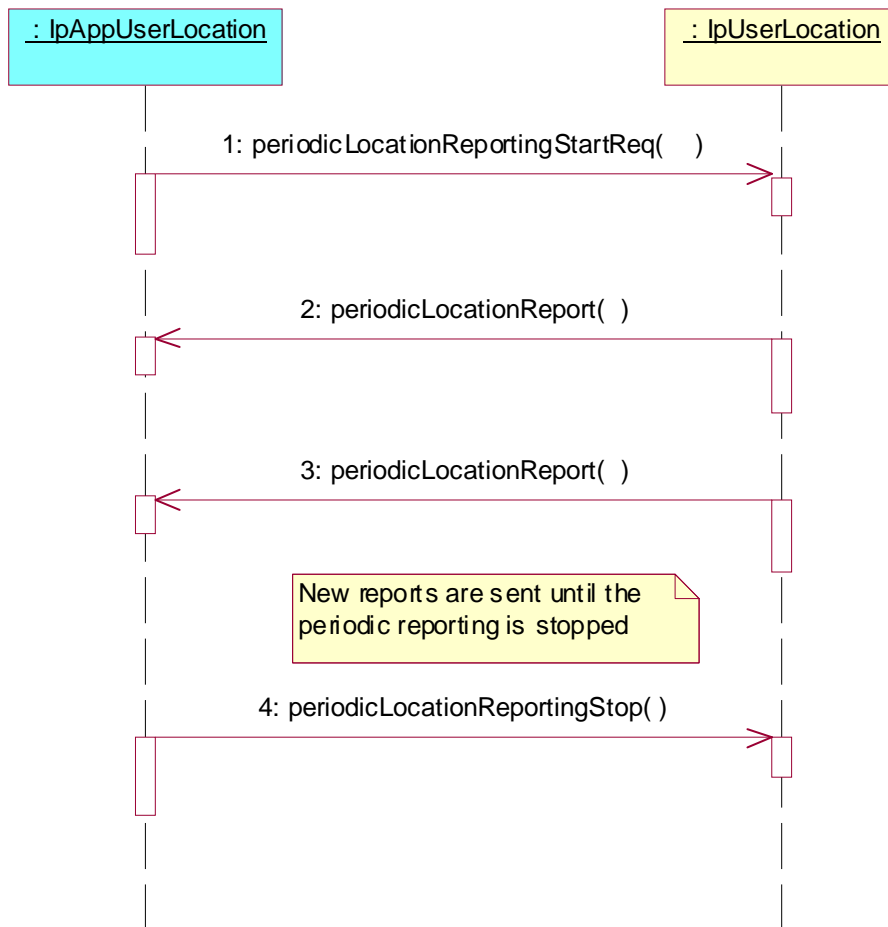 : IpAppUserLocation
: IpUserLocation
1: periodicLocationReportingStartReq( )
2: periodicLocationReport( )
3: periodicLocationReport( )
New reports are sent until the
periodic reporting is stopped
4: periodicLocationReportingStop( )